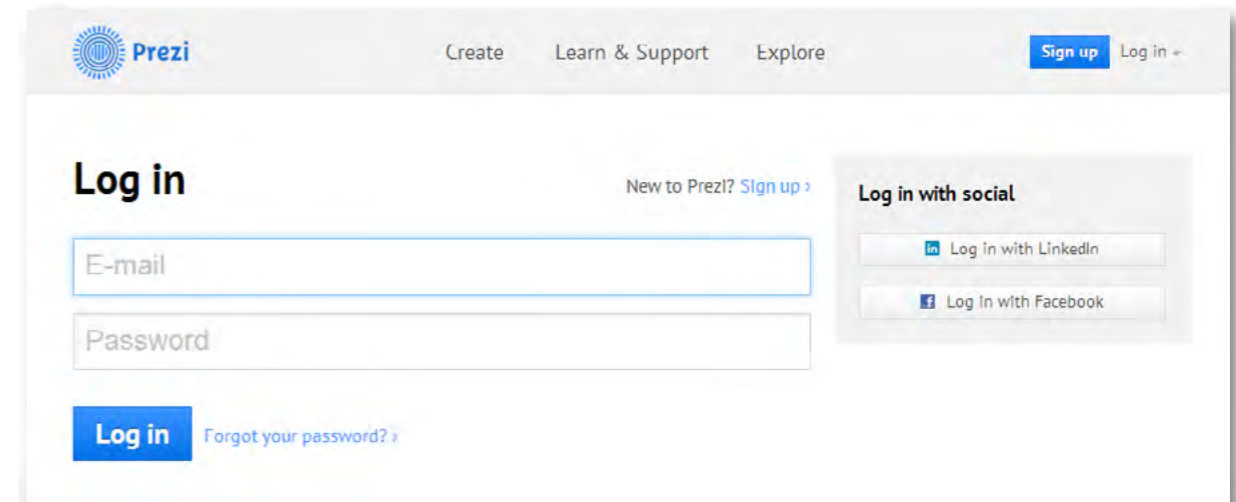 Prezi Create Learn & Support Explore Sign up Log in
Log in
New to Prezi? Sign up ›
E-mail
Password
Log in Forgot your password? ›
Log in with social
Log in with LinkedIn
Log in with Facebook